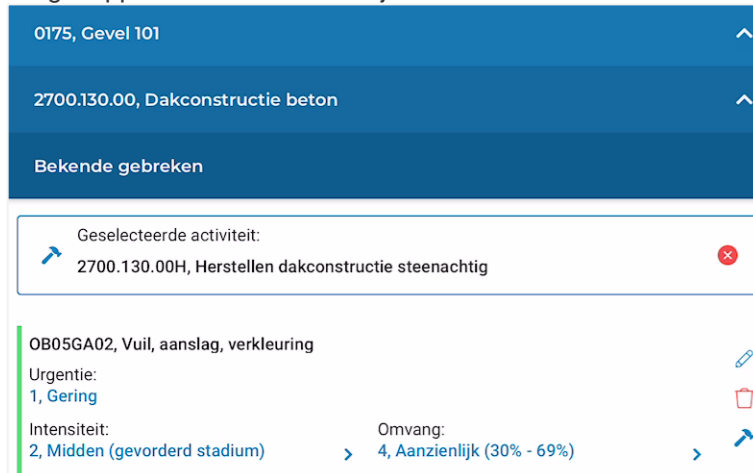 0175, Gevel 101
2700.130.00, Dakconstructie beton
Bekende gebreken
Geselecteerde activiteit:
2700.130.00H, Herstellen dakconstructie steenachtig
OB05GA02, Vuil, aanslag, verkleuring
Urgentie:
1, Gering
Intensiteit:
2, Midden (gevorderd stadium)
Omvang:
4, Aanzienlijk (30% - 69%)